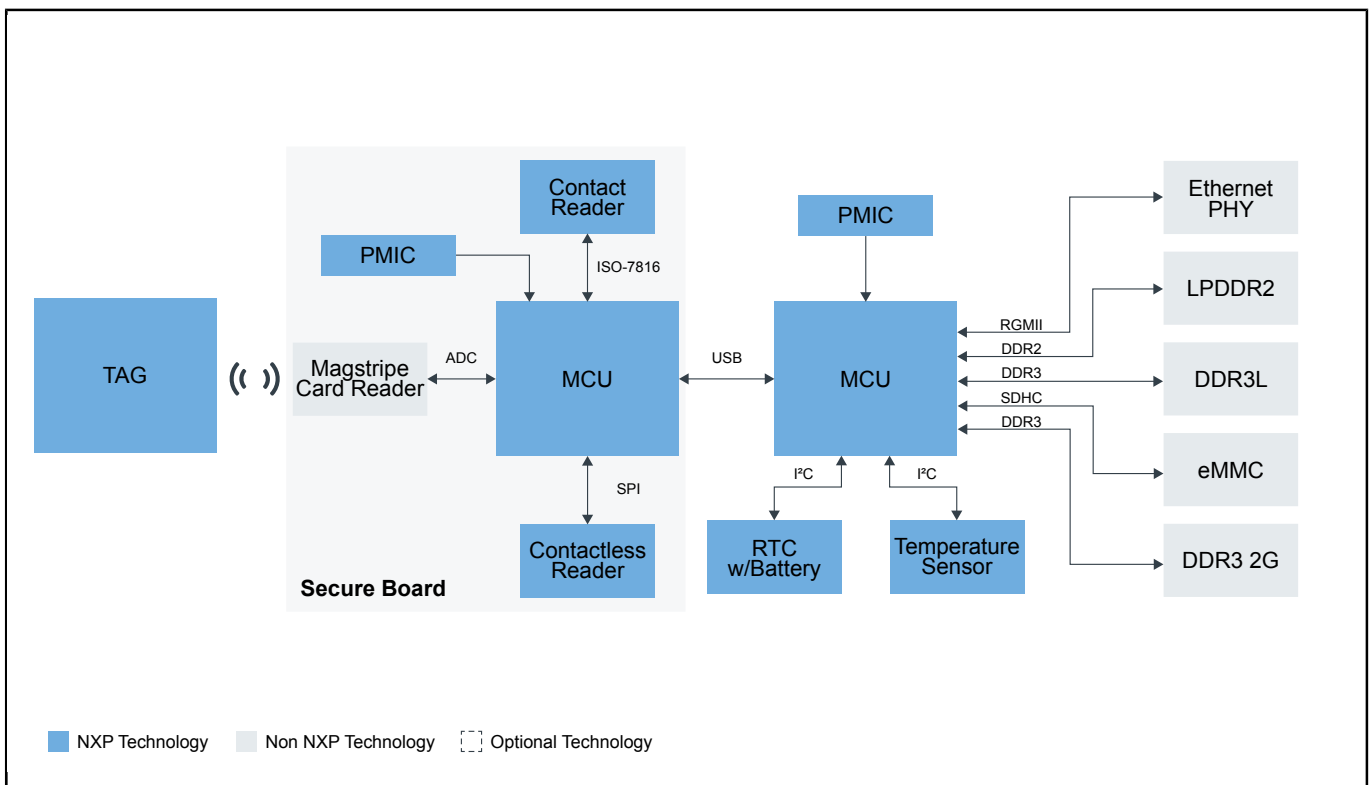 Contact
Reader
PMIC
ISO-7816
TAG
Magstripe
Card Reader
ADC
MCU
SPI
Contactless
Reader
Secure Board
USB
PMIC
MCU
I²C
I²C
RTC
w/Battery
Temperature
Sensor
RGMII
DDR2
DDR3
SDHC
DDR3
Ethernet
PHY
LPDDR2
DDR3L
eMMC
DDR3 2G
NXP Technology
Non NXP Technology
Optional Technology